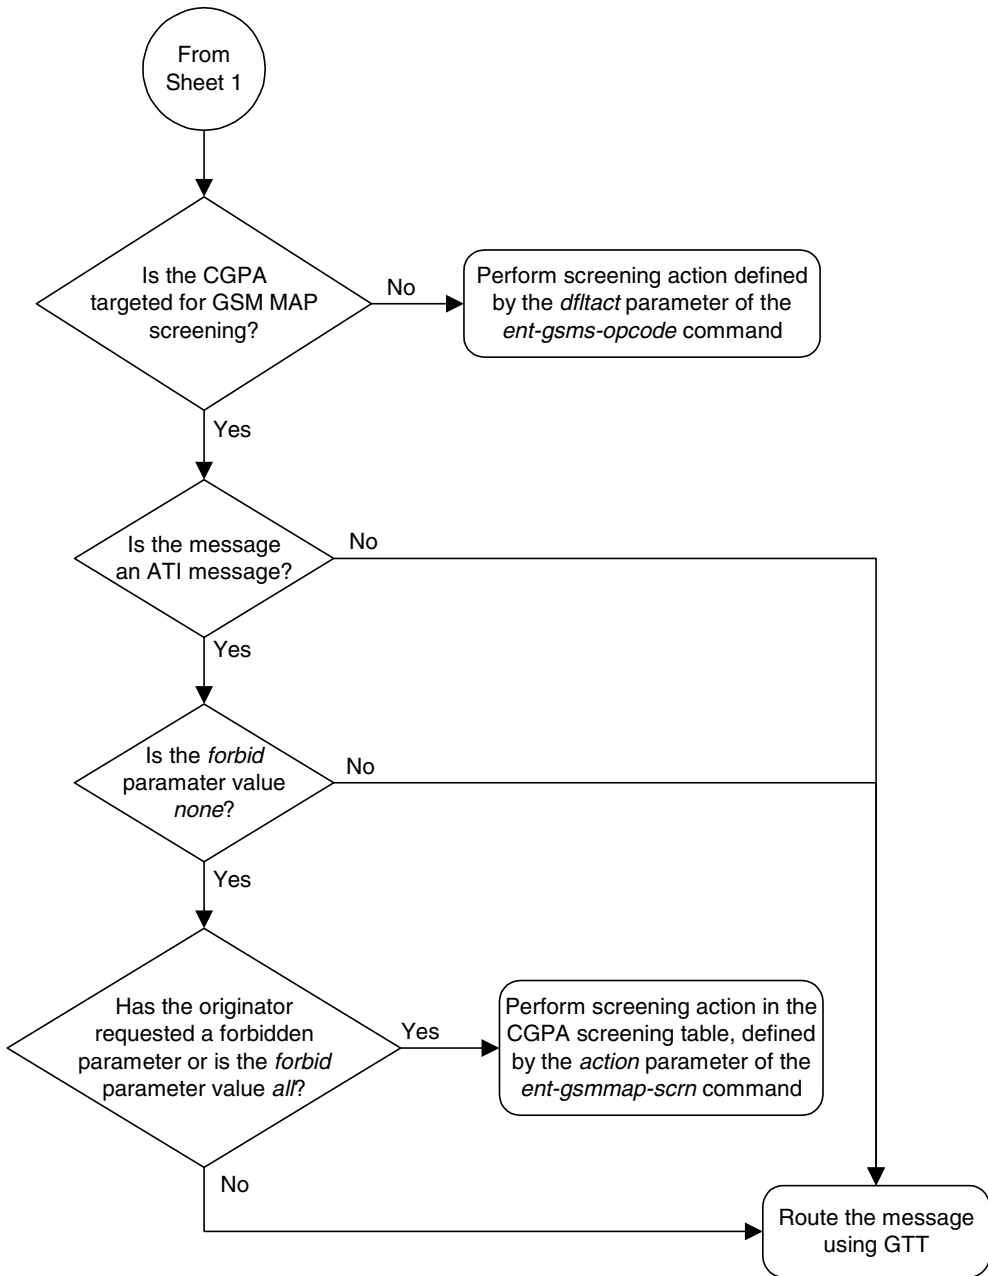 From
Sheet 1
Is the CGPA
targeted for GSM MAP
screening?
No
Perform screening action defined
by the dfltact parameter of the
ent-gsms-opcode command
Yes
Is the message
an ATI message?
No
Yes
Is the forbid
paramater value
none?
No
Yes
Has the originator
requested a forbidden
parameter or is the forbid
parameter value all?
Yes
Perform screening action in the
CGPA screening table, defined
by the action parameter of the
ent-gsmmap-scrn command
No
Route the message
using GTT